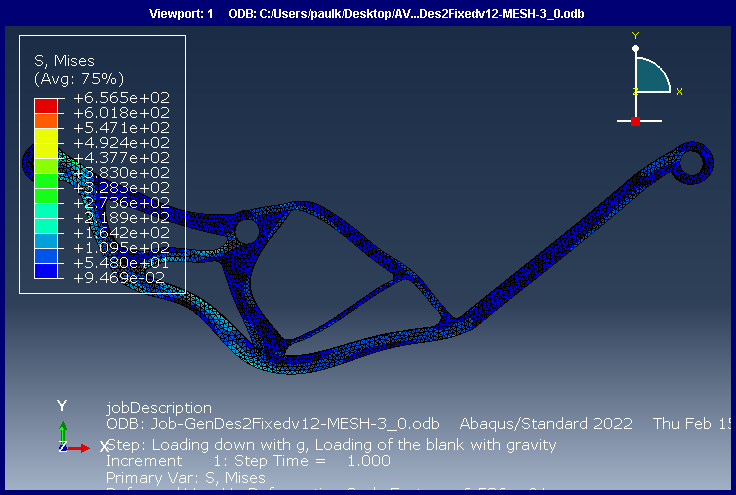 Viewport: 1 ODB: C:/Users/paulk/Desktop/AV...Des2Fixedv12-MESH-3_0.odb
S, Mises
(Avg: 75%)
+6.565e+02
+6.018e+02
+5.471e+02
+4.924e+02
+4.377e+02
+3.830e+02
+3.283e+02
+2.736e+02
+2.189e+02
+1.642e+02
+1.095e+02
+5.480e+01
+9.469e-02
Y
X
Z
Y
X
Z
jobDescription
ODB: Job-GenDes2Fixedv12-MESH-3_0.odb Abaqus/Standard 2022 Thu Feb 15
Step: Loading down with g, Loading of the blank with gravity
Increment 1: Step Time = 1.000
Primary Var: S, Mises